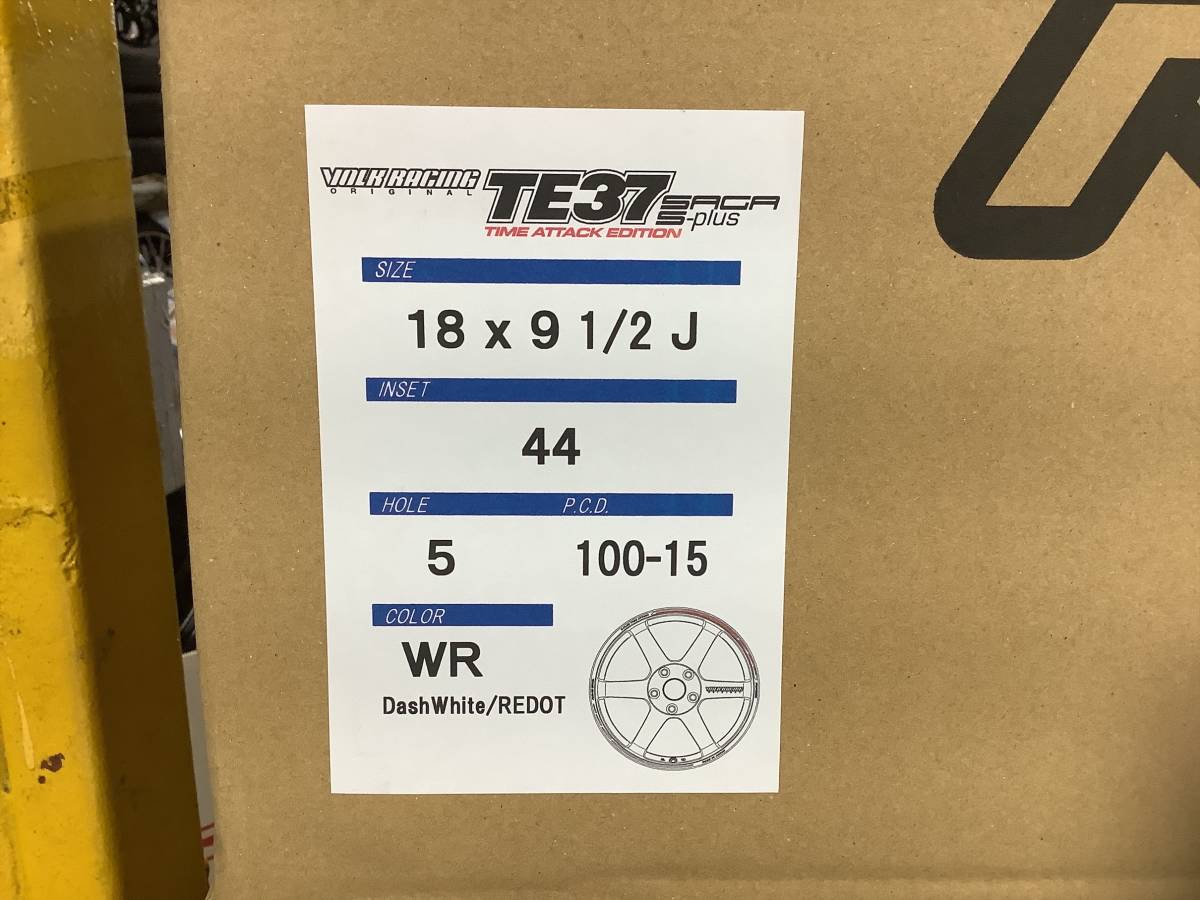 VOLK RACING
ORIGINAL
TE37 SAGA
S-plus
TIME ATTACK EDITION
SIZE
18 x 9 1/2 J
INSET
44
HOLE P.C.D.
5 100-15
COLOR
WR
DashWhite/REDOT